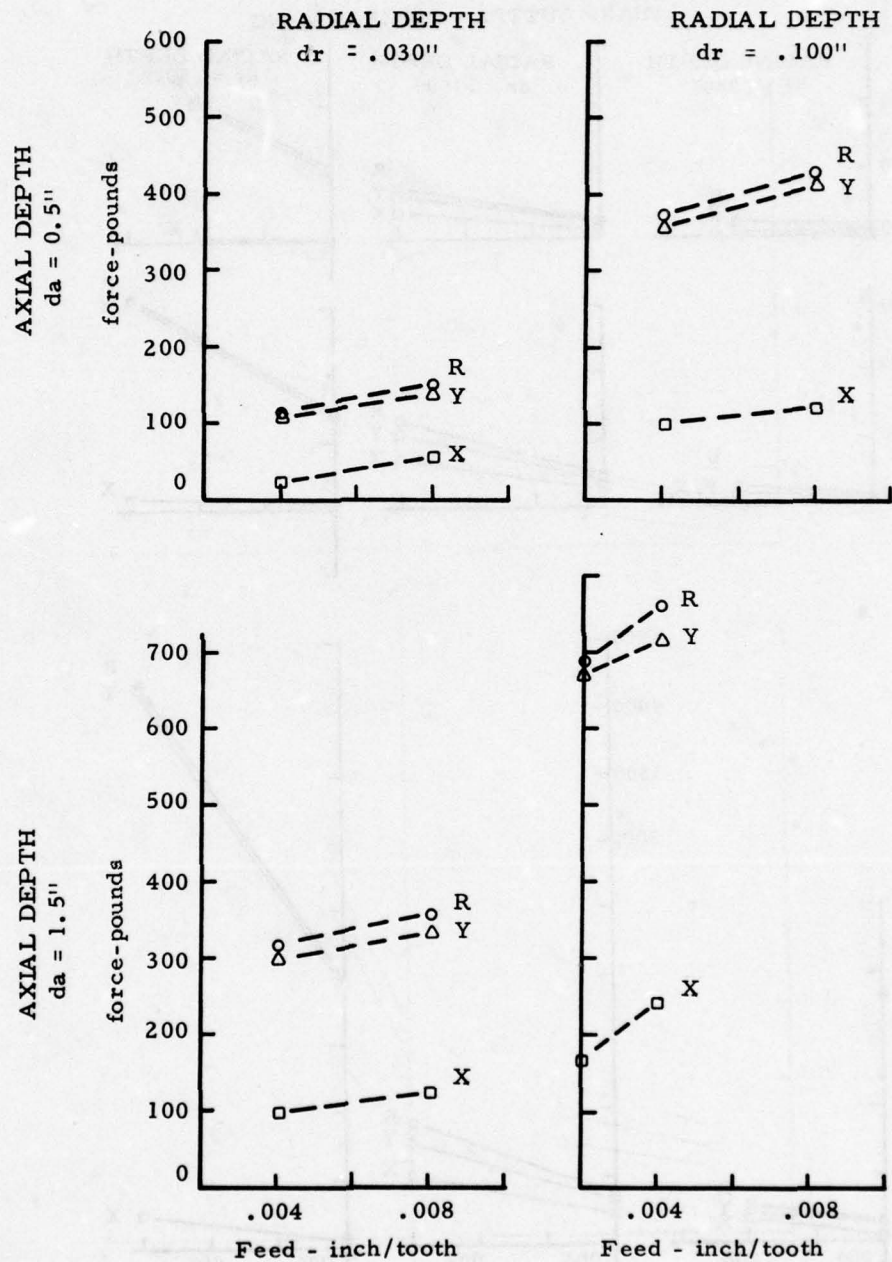 RADIAL DEPTH
dr = .030"
RADIAL DEPTH
dr = .100"
AXIAL DEPTH
da = 0.5"
force-pounds
600
500
400
300
200
100
0
R
Y
X
R
Y
X
AXIAL DEPTH
da = 1.5"
force-pounds
700
600
500
400
300
200
100
0
R
Y
X
R
Y
X
.004
.008
.004
.008
Feed - inch/tooth
Feed - inch/tooth